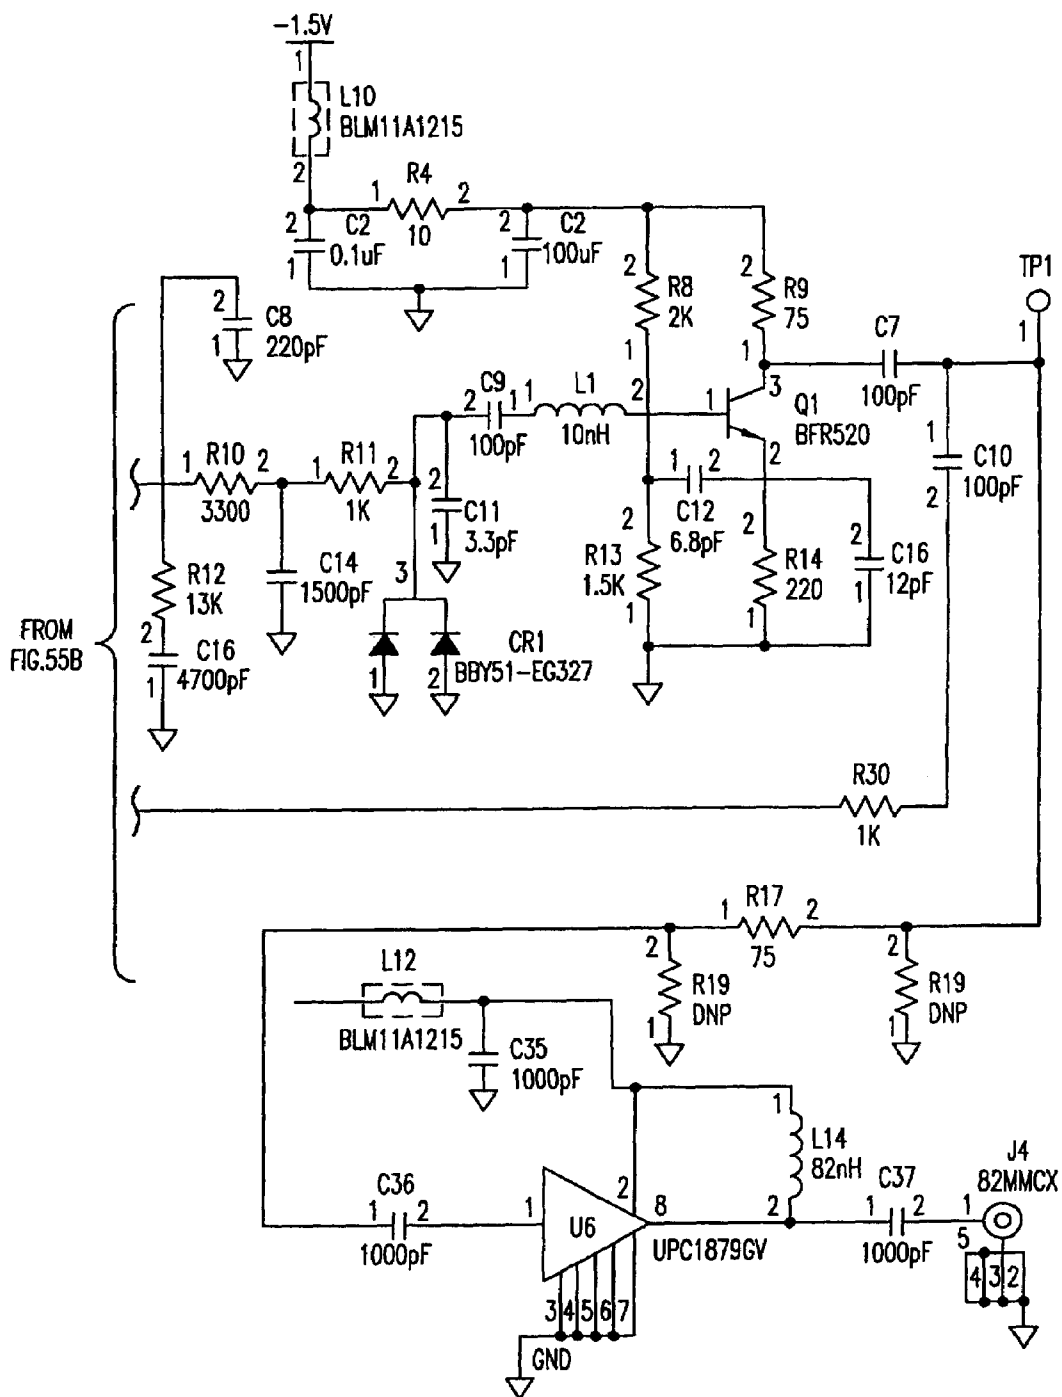 -1.5V
1
L10
BLM11A1215
2
R4
1
2
10
2
C2
0.1uF
1
2
C2
100uF
1
2
R8
2K
1
2
R9
75
1
TP1
1
2
C8
220pF
1
C7
100pF
C9
2
1
100pF
L1
1
2
10nH
1
3
Q1
BFR520
2
1
C10
100pF
2
R10
1
2
3300
R11
1
2
1K
2
C11
3.3pF
1
1
2
C12
6.8pF
2
R13
1.5K
1
2
R14
220
1
C16
12pF
1
R12
13K
C14
1500pF
3
CR1
BBY51-EG327
1
2
FROM
FIG.55B
2
C16
4700pF
1
R30
1K
R17
1
2
75
2
R19
DNP
1
2
R19
DNP
1
L12
BLM11A1215
C35
1000pF
1
L14
82nH
2
C36
1
2
1000pF
1
U6
2
8
UPC1879GV
3
4
5
6
7
GND
C37
1
2
1000pF
J4
82MMCX
1
5
4
3
2